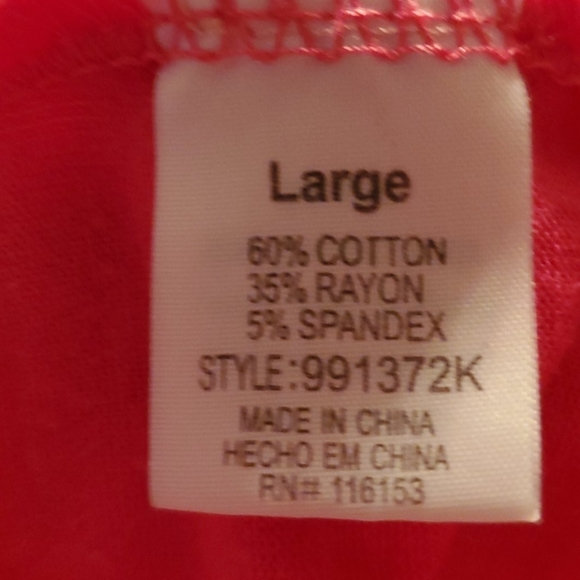 Large
60% COTTON
35% RAYON
5% SPANDEX
STYLE:991372K
MADE IN CHINA
HECHO EM CHINA
RN# 116153